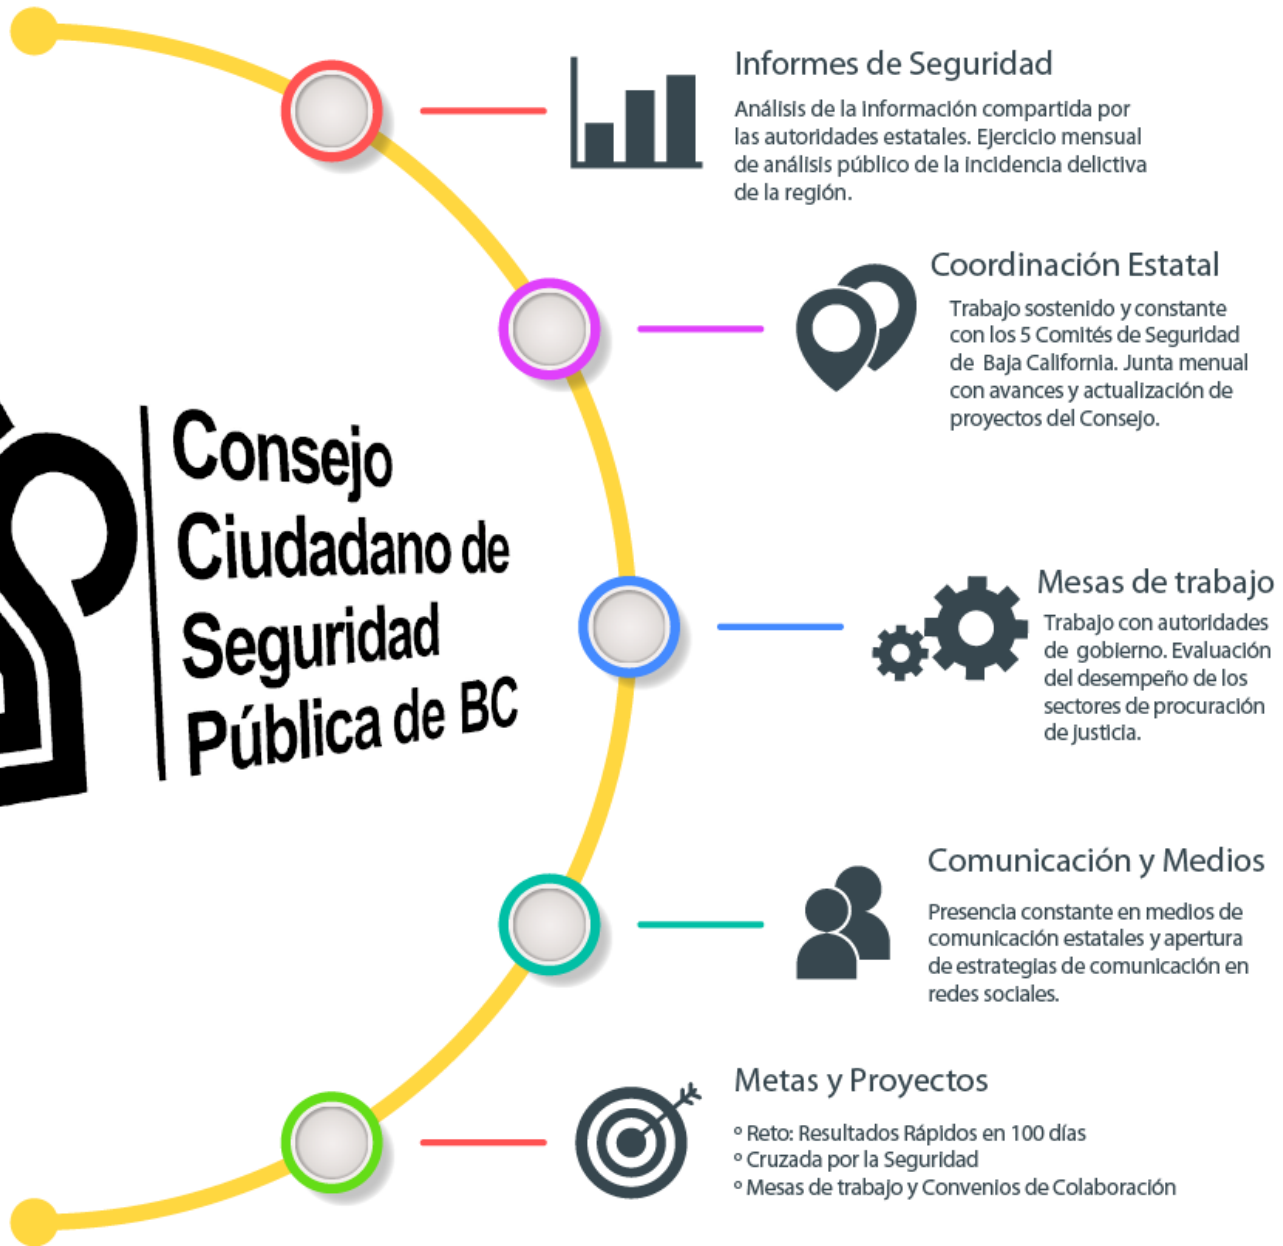 Informes de Seguridad
Análisis de la información compartida por
las autoridades estatales. Ejercicio mensual
de análisis público de la incidencia delictiva
de la región.
Coordinación Estatal
Trabajo sostenido y constante
con los 5 Comités de Seguridad
de Baja California. Junta menual
con avances y actualización de
proyectos del Consejo.
Consejo
Ciudadano de
Seguridad
Pública de BC
Mesas de trabajo
Trabajo con autoridades
de gobierno. Evaluación
del desempeño de los
sectores de procuración
de justicia.
Comunicación y Medios
Presencia constante en medios de
comunicación estatales y apertura
de estrategias de comunicación en
redes sociales.
Metas y Proyectos
° Reto: Resultados Rápidos en 100 días
° Cruzada por la Seguridad
° Mesas de trabajo y Convenios de Colaboración